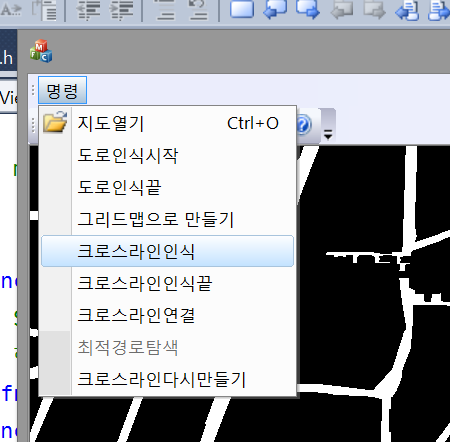 .h
명령
Vie
지도열기 Ctrl+O
도로인식시작
도로인식끝
그리드맵으로 만들기
크로스라인인식
크로스라인인식끝
크로스라인연결
최적경로탐색
크로스라인다시만들기